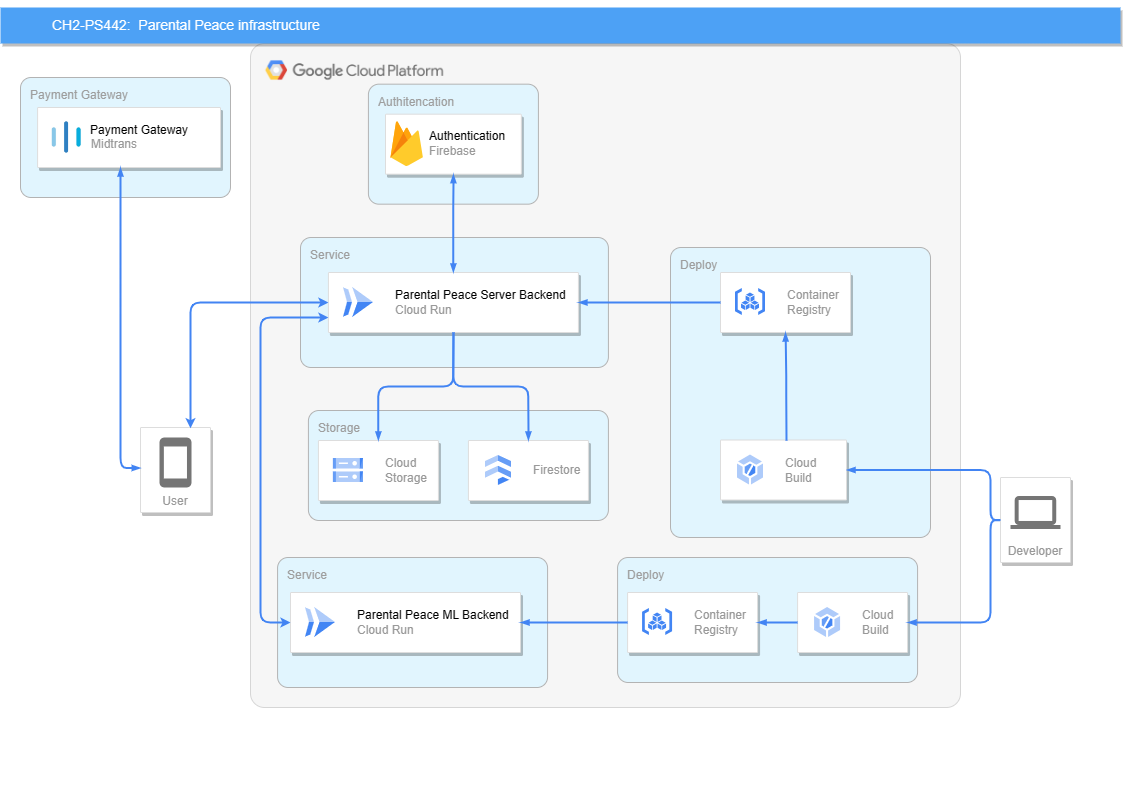 CH2-PS442: Parental Peace infrastructure
Google Cloud Platform
Payment Gateway
Payment Gateway
Midtrans
Authitencation
Authentication
Firebase
Service
Parental Peace Server Backend
Cloud Run
Deploy
Container
Registry
Storage
Cloud
Storage
Firestore
Cloud
Build
User
Developer
Service
Parental Peace ML Backend
Cloud Run
Deploy
Container
Registry
Cloud
Build